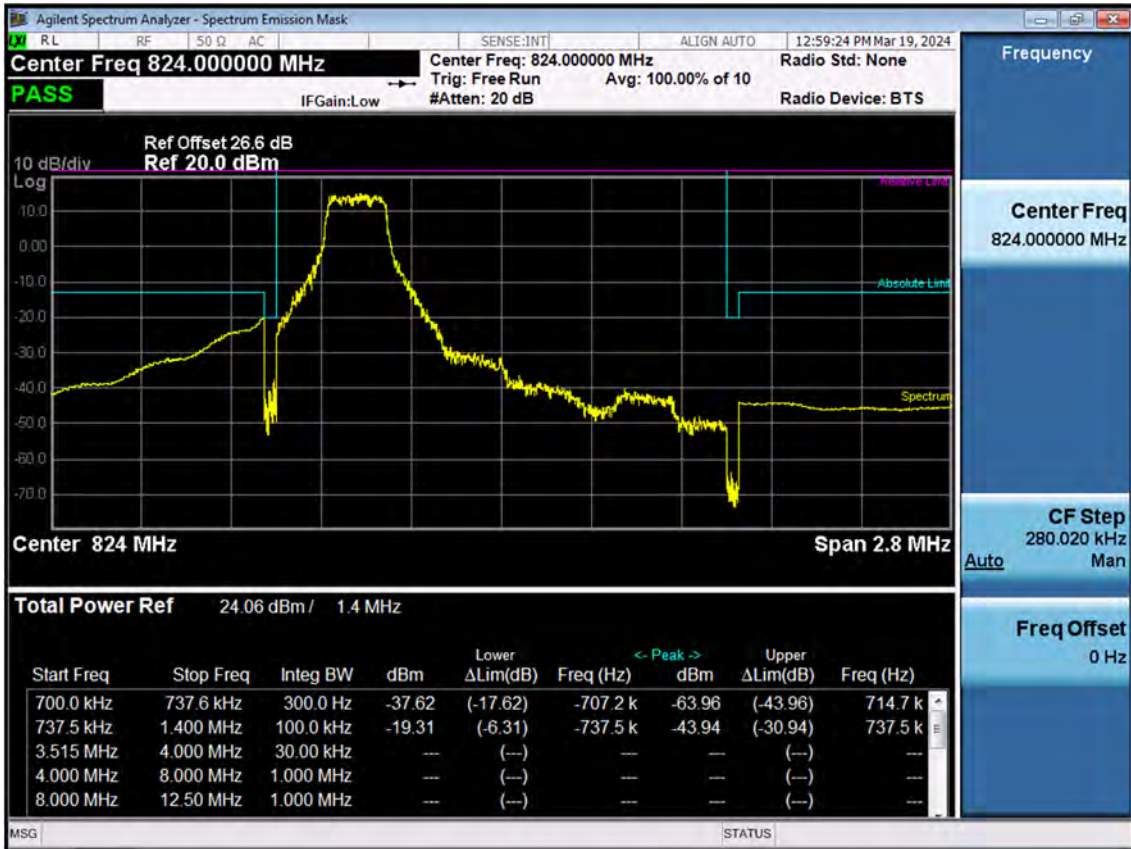 Agilent Spectrum Analyzer - Spectrum Emission Mask
LXI RL RF 50 Ω AC SENSE:INT ALIGN AUTO 12:59:24 PM Mar 19, 2024
Center Freq 824.000000 MHz
Center Freq: 824.000000 MHz Radio Std: None
Trig: Free Run Avg: 100.00% of 10
PASS IFGain:Low #Atten: 20 dB Radio Device: BTS
Ref Offset 26.6 dB
10 dB/div Ref 20.0 dBm
Log
Relative Limit
10.0
0.00
-10.0
Absolute Limit
-20.0
-30.0
-40.0
Spectrum
-50.0
-60.0
-70.0
Center 824 MHz Span 2.8 MHz
Total Power Ref 24.06 dBm / 1.4 MHz
Lower <- Peak -> Upper
Start Freq Stop Freq Integ BW dBm ΔLim(dB) Freq (Hz) dBm ΔLim(dB) Freq (Hz)
700.0 kHz 737.6 kHz 300.0 Hz -37.62 (-17.62) -707.2 k -63.96 (-43.96) 714.7 k
737.5 kHz 1.400 MHz 100.0 kHz -19.31 (-6.31) -737.5 k -43.94 (-30.94) 737.5 k
3.515 MHz 4.000 MHz 30.00 kHz --- (---) --- --- (---) ---
4.000 MHz 8.000 MHz 1.000 MHz --- (---) --- --- (---) ---
8.000 MHz 12.50 MHz 1.000 MHz --- (---) --- --- (---) ---
MSG STATUS
Frequency
Center Freq
824.000000 MHz
CF Step
280.020 kHz
Auto Man
Freq Offset
0 Hz